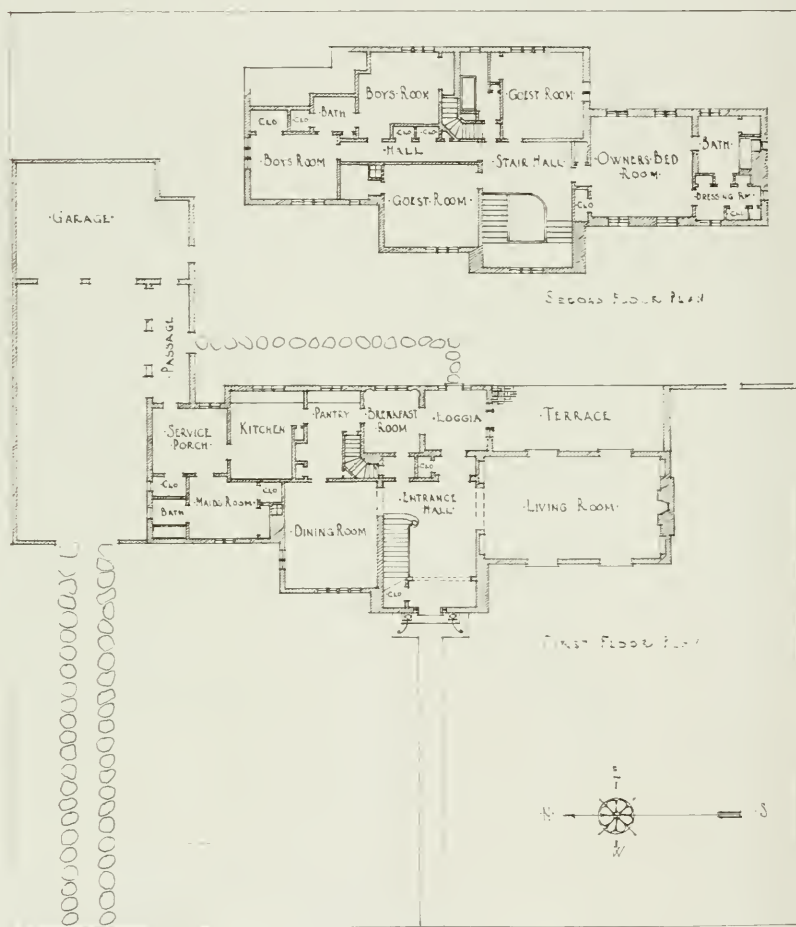 ·BOYS·ROOM·
·GUEST ROOM·
CLO
CLO
·BATH·
CLO
CLO
·HALL·
·BOYS ROOM·
·STAIR HALL·
·OWNERS·BED
ROOM·
·BATH·
·GUEST·ROOM·
CLO
·DRESSING RM·
CLO
·GARAGE·
SECOND FLOOR PLAN
·PASSAGE·
·SERVICE
PORCH·
KITCHEN
·PANTRY·
·BREAKFAST
·ROOM·
·LOGGIA·
·TERRACE·
CLO
CLO
·MAIDS ROOM·
CLO
BATH
·ENTRANCE
HALL·
·LIVING ROOM·
·DINING ROOM·
CLO
FIRST FLOOR PLAN
E
·N·
·S
W